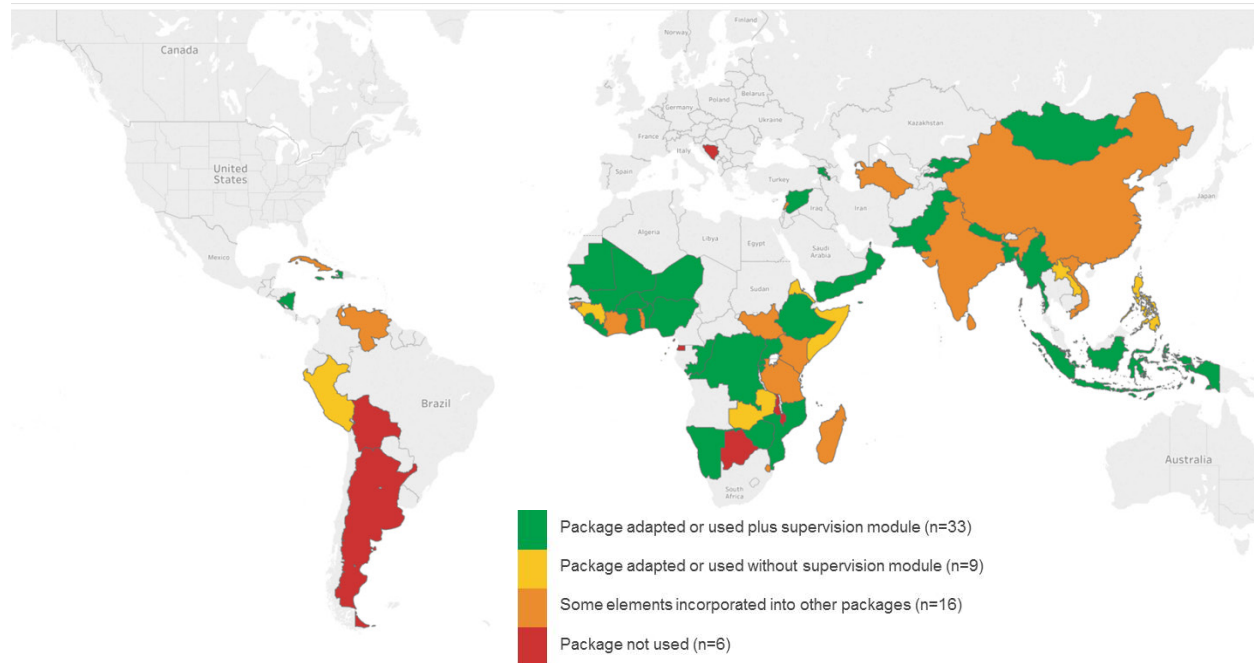 Canada
Finland
Norway
Belarus
Germany
Poland
Ukraine
France
Kazakhstan
Italy
United
States
Spain
Turkey
Japan
Iraq
Iran
Algeria
Libya
Egypt
Saudi
Arabia
Mexico
Sudan
Brazil
Australia
South
Africa
Package adapted or used plus supervision module (n=33)
Package adapted or used without supervision module (n=9)
Some elements incorporated into other packages (n=16)
Package not used (n=6)